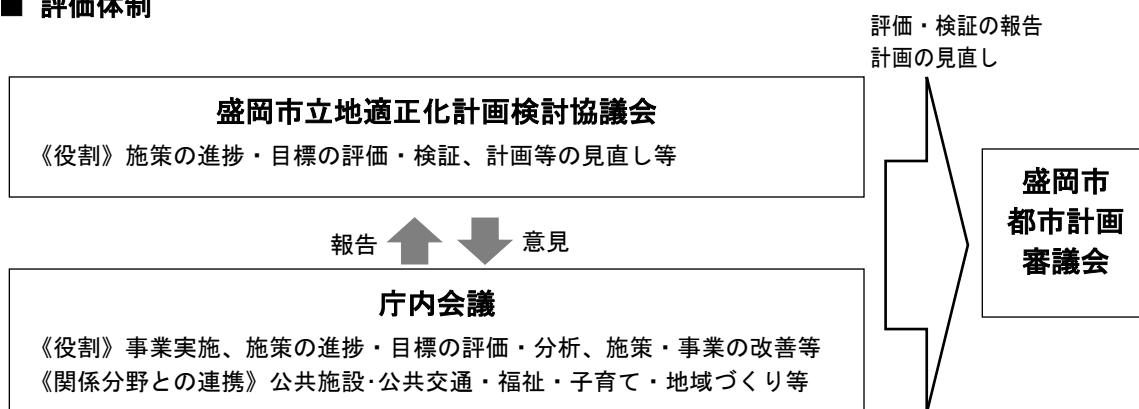 ■ 評価体制
評価・検証の報告
計画の見直し
盛岡市立地適正化計画検討協議会
《役割》施策の進捗・目標の評価・検証、計画等の見直し等
報告
意見
庁内会議
《役割》事業実施、施策の進捗・目標の評価・分析、施策・事業の改善等
《関係分野との連携》公共施設･公共交通・福祉・子育て・地域づくり等
盛岡市
都市計画
審議会